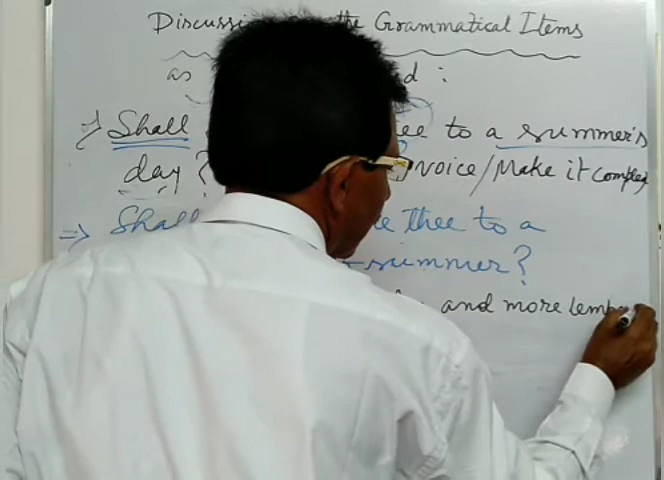 Discussi the Grammatical Items
as d :
⇒ Shall ee to a summer's
day? voice/Make it complex
⇒ Shall e thee to a
summer?
and more temp